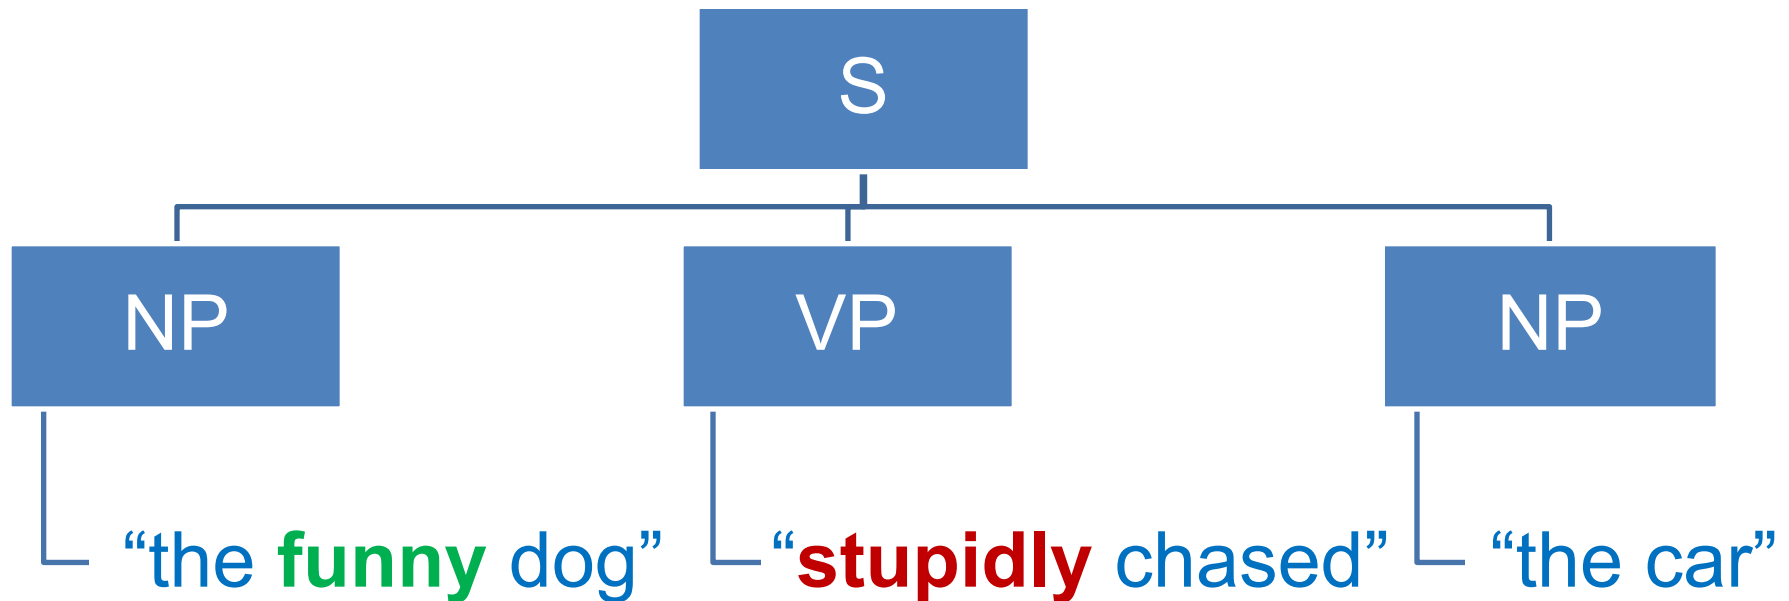 S
NP VP NP
“the funny dog” “stupidly chased” “the car”